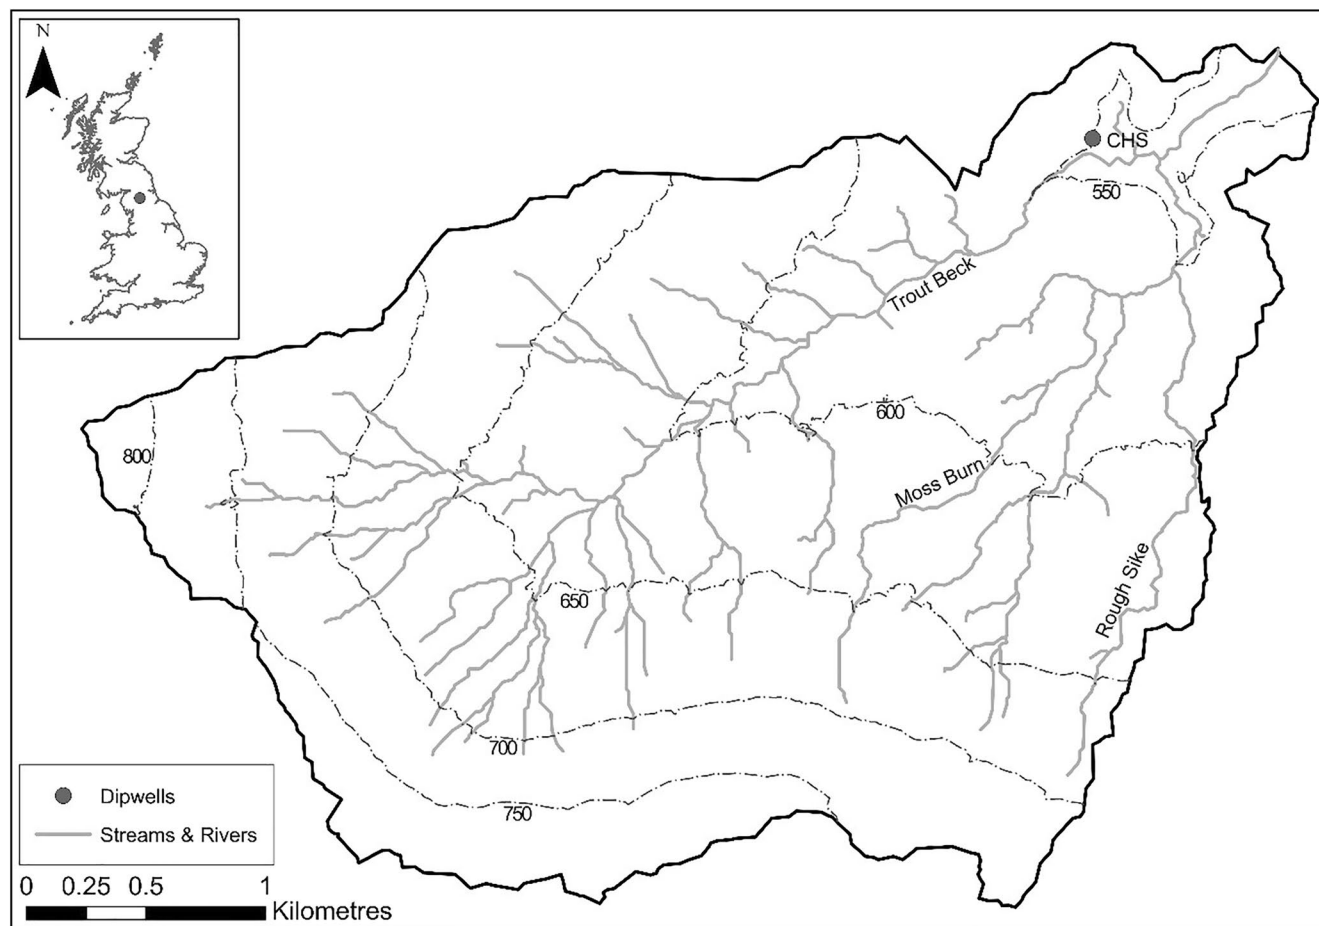 N
CHS
550
Trout Beck
600
800
Moss Burn
Rough Sike
650
700
750
Dipwells
Streams & Rivers
0 0.25 0.5 1
Kilometres